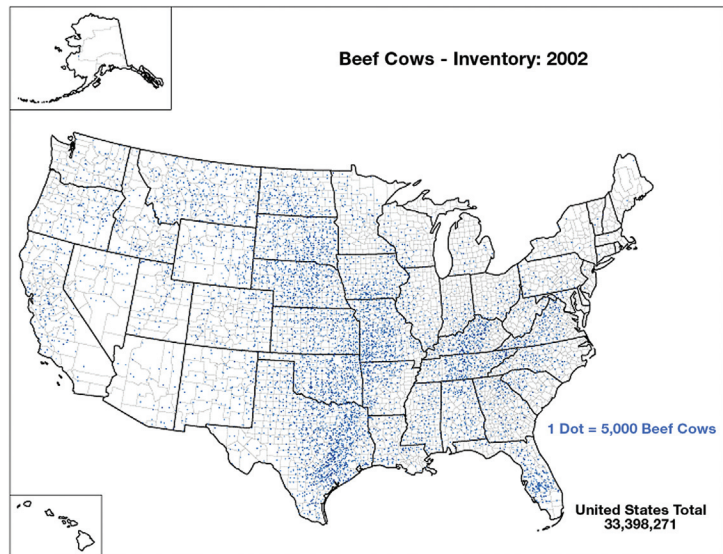 Beef Cows - Inventory: 2002
1 Dot = 5,000 Beef Cows
United States Total
33,398,271